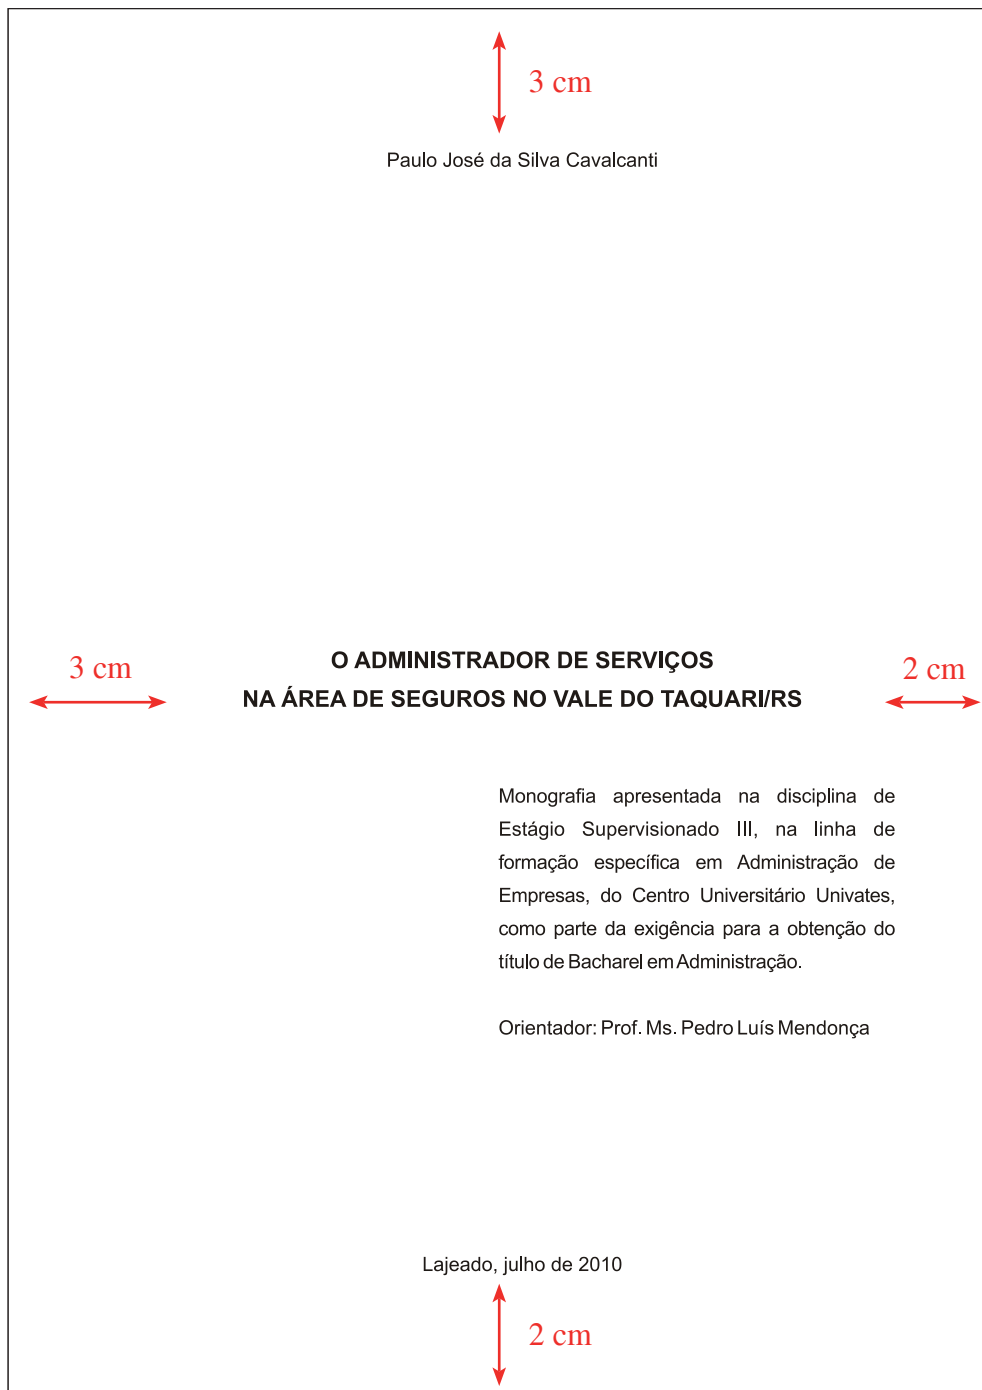 3 cm
Paulo José da Silva Cavalcanti
3 cm
O ADMINISTRADOR DE SERVIÇOS
NA ÁREA DE SEGUROS NO VALE DO TAQUARI/RS
2 cm
Monografia apresentada na disciplina de
Estágio Supervisionado III, na linha de
formação específica em Administração de
Empresas, do Centro Universitário Univates,
como parte da exigência para a obtenção do
título de Bacharel em Administração.
Orientador: Prof. Ms. Pedro Luís Mendonça
Lajeado, julho de 2010
2 cm